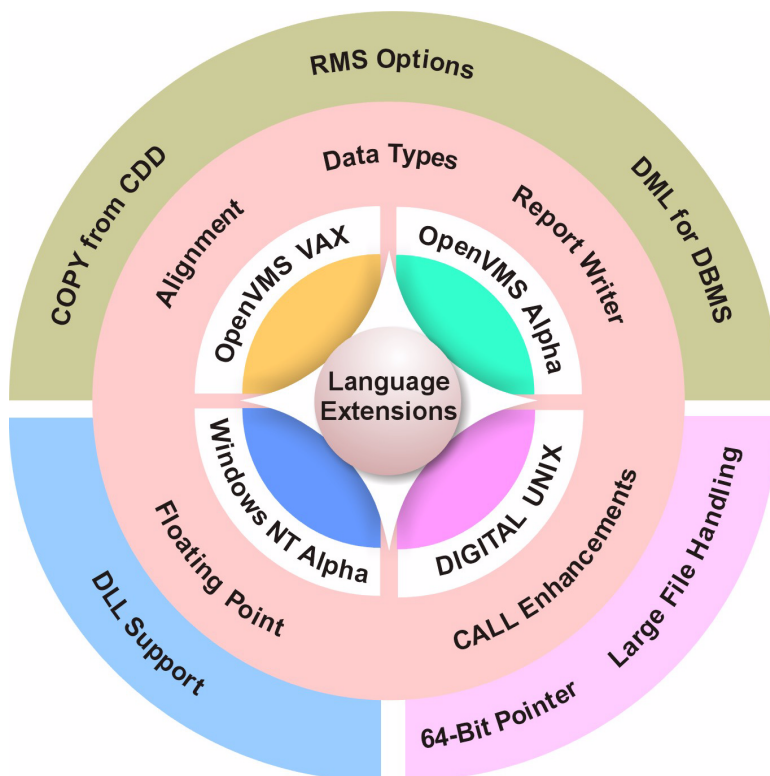 RMS Options
COPY from CDD
DML for DBMS
Data Types
Alignment
Report Writer
OpenVMS VAX
OpenVMS Alpha
Language
Extensions
Windows NT Alpha
DIGITAL UNIX
Floating Point
CALL Enhancements
DLL Support
Large File Handling
64-Bit Pointer